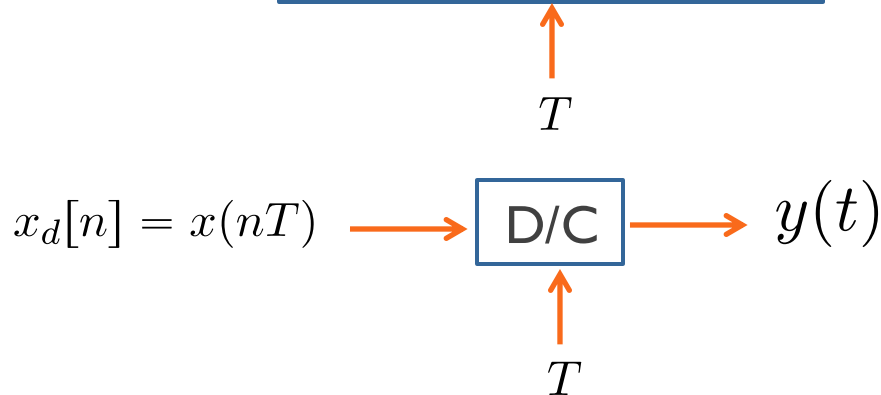 T
x_d[n] = x(nT)
D/C
y(t)
T